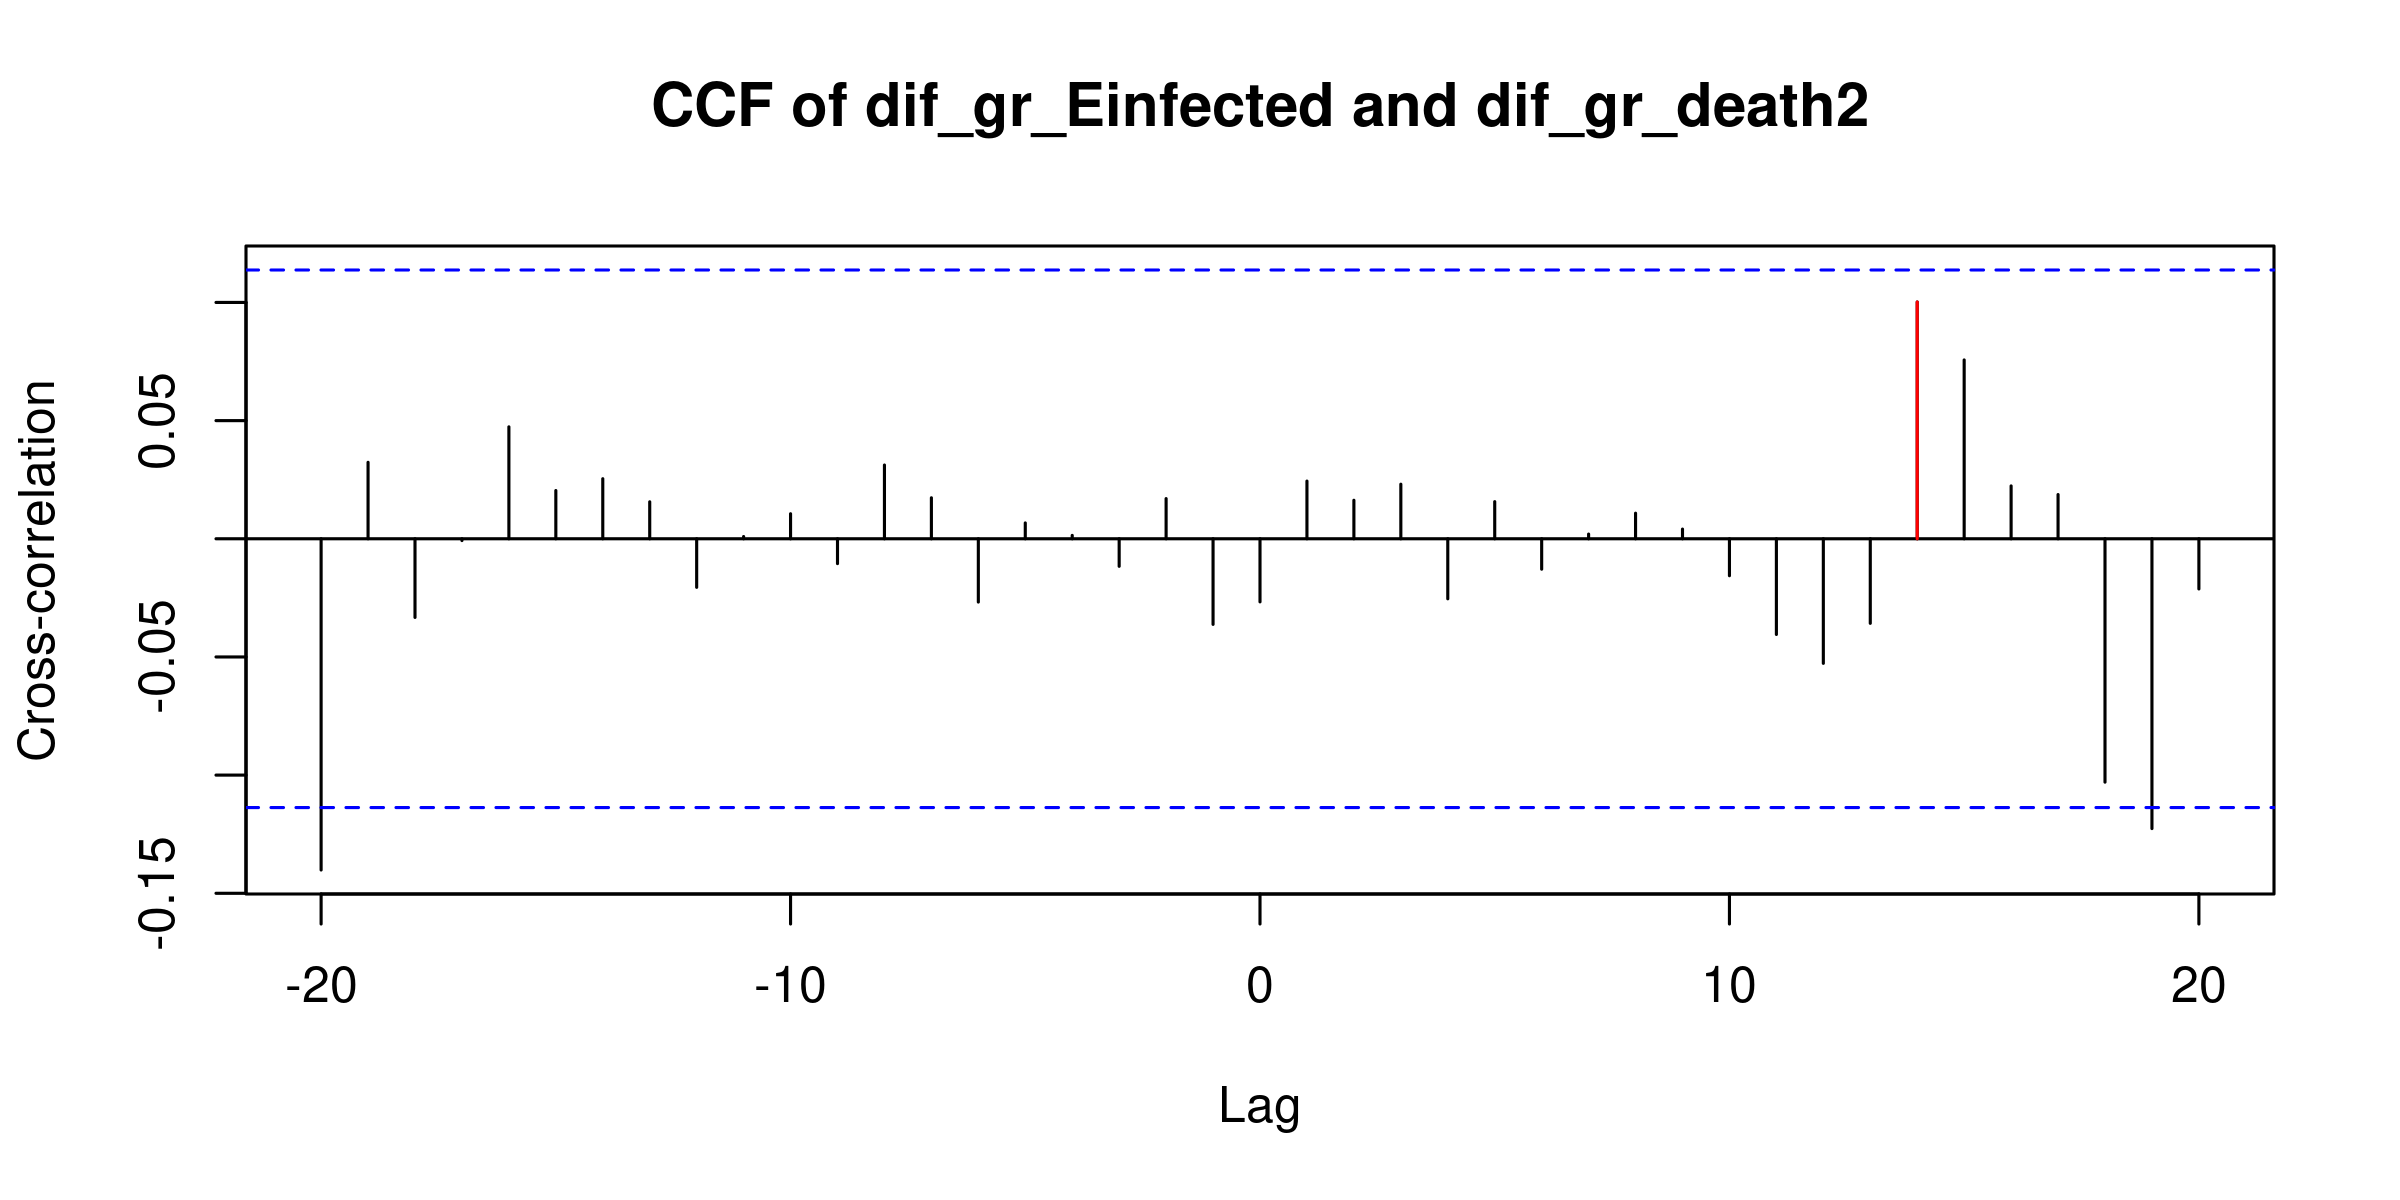 CCF of dif_gr_Einfected and dif_gr_death2
Cross-correlation
0.05
-0.05
-0.15
-20 -10 0 10 20
Lag